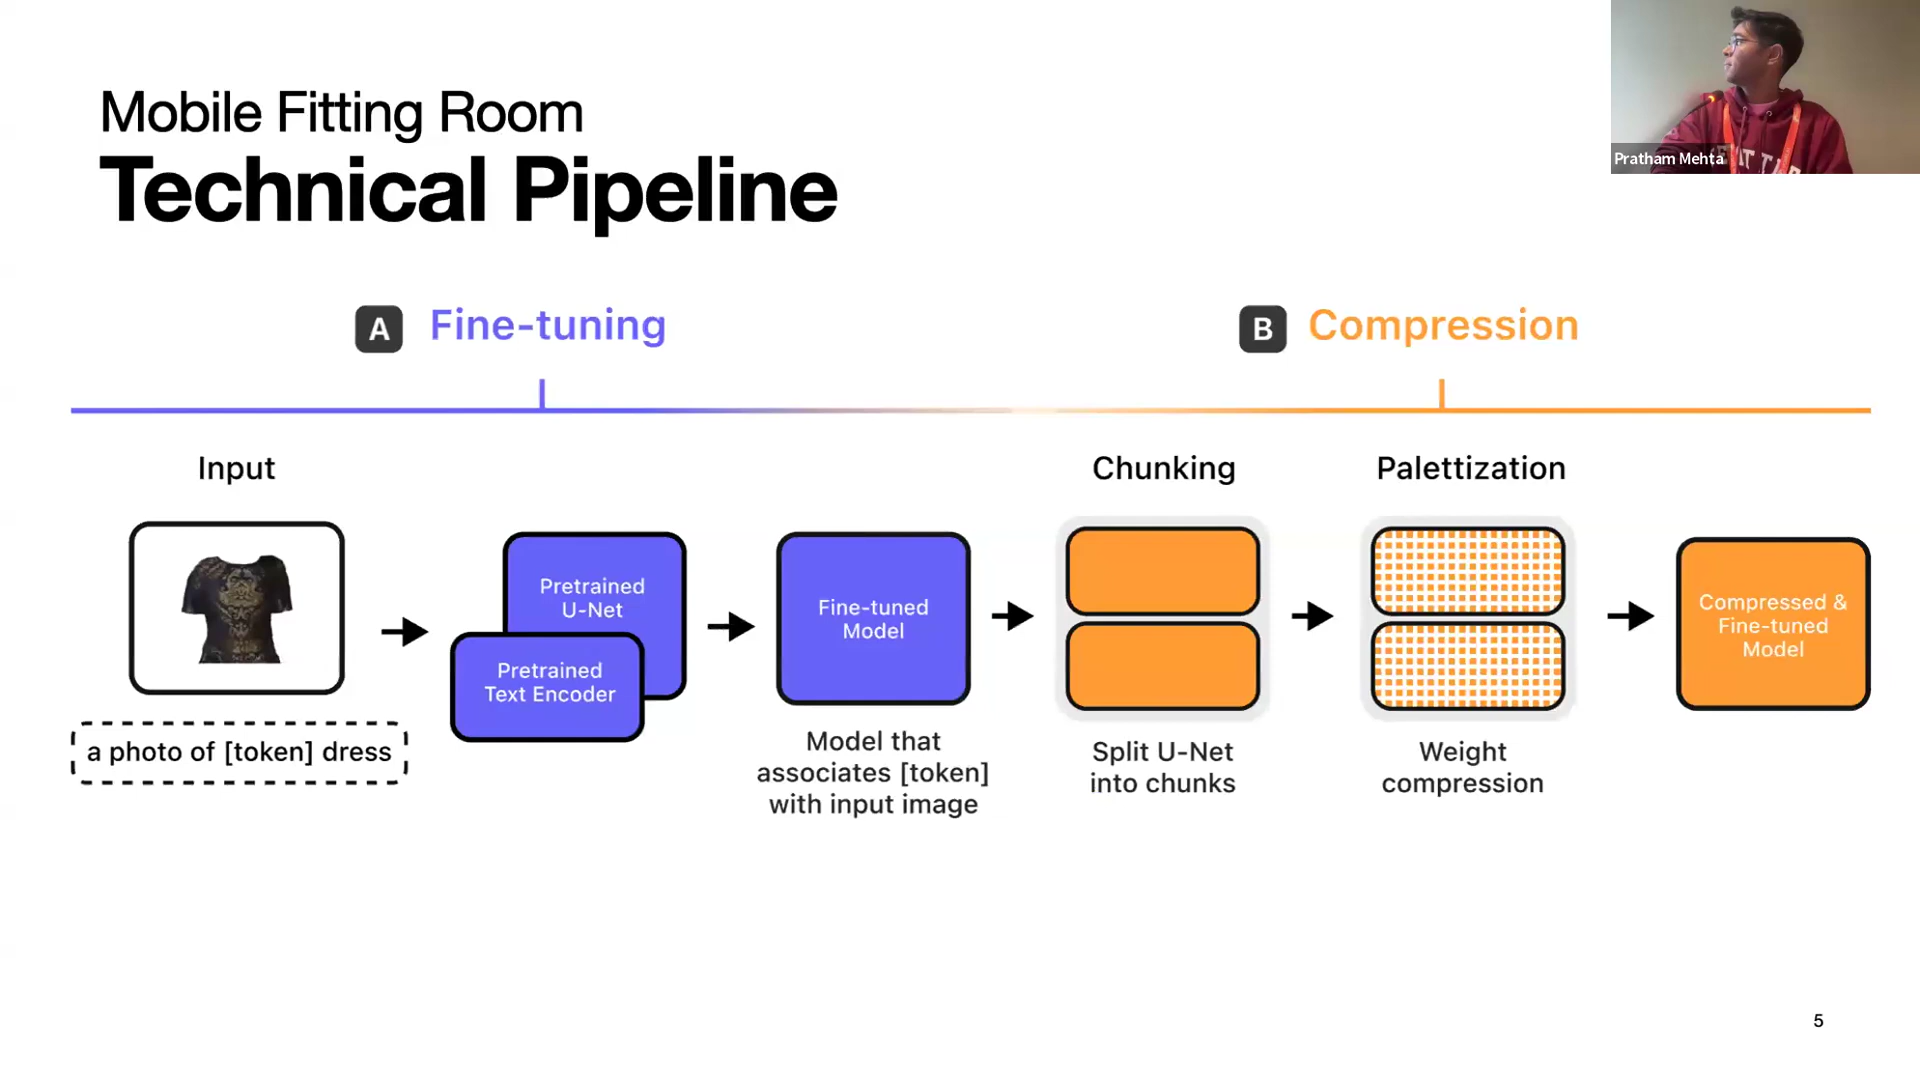 Mobile Fitting Room
Technical Pipeline
Pratham Mehta
A Fine-tuning
B Compression
Input
Chunking
Palettization
Pretrained
U-Net
Pretrained
Text Encoder
Fine-tuned
Model
Compressed &
Fine-tuned
Model
a photo of [token] dress
Model that
associates [token]
with input image
Split U-Net
into chunks
Weight
compression
5